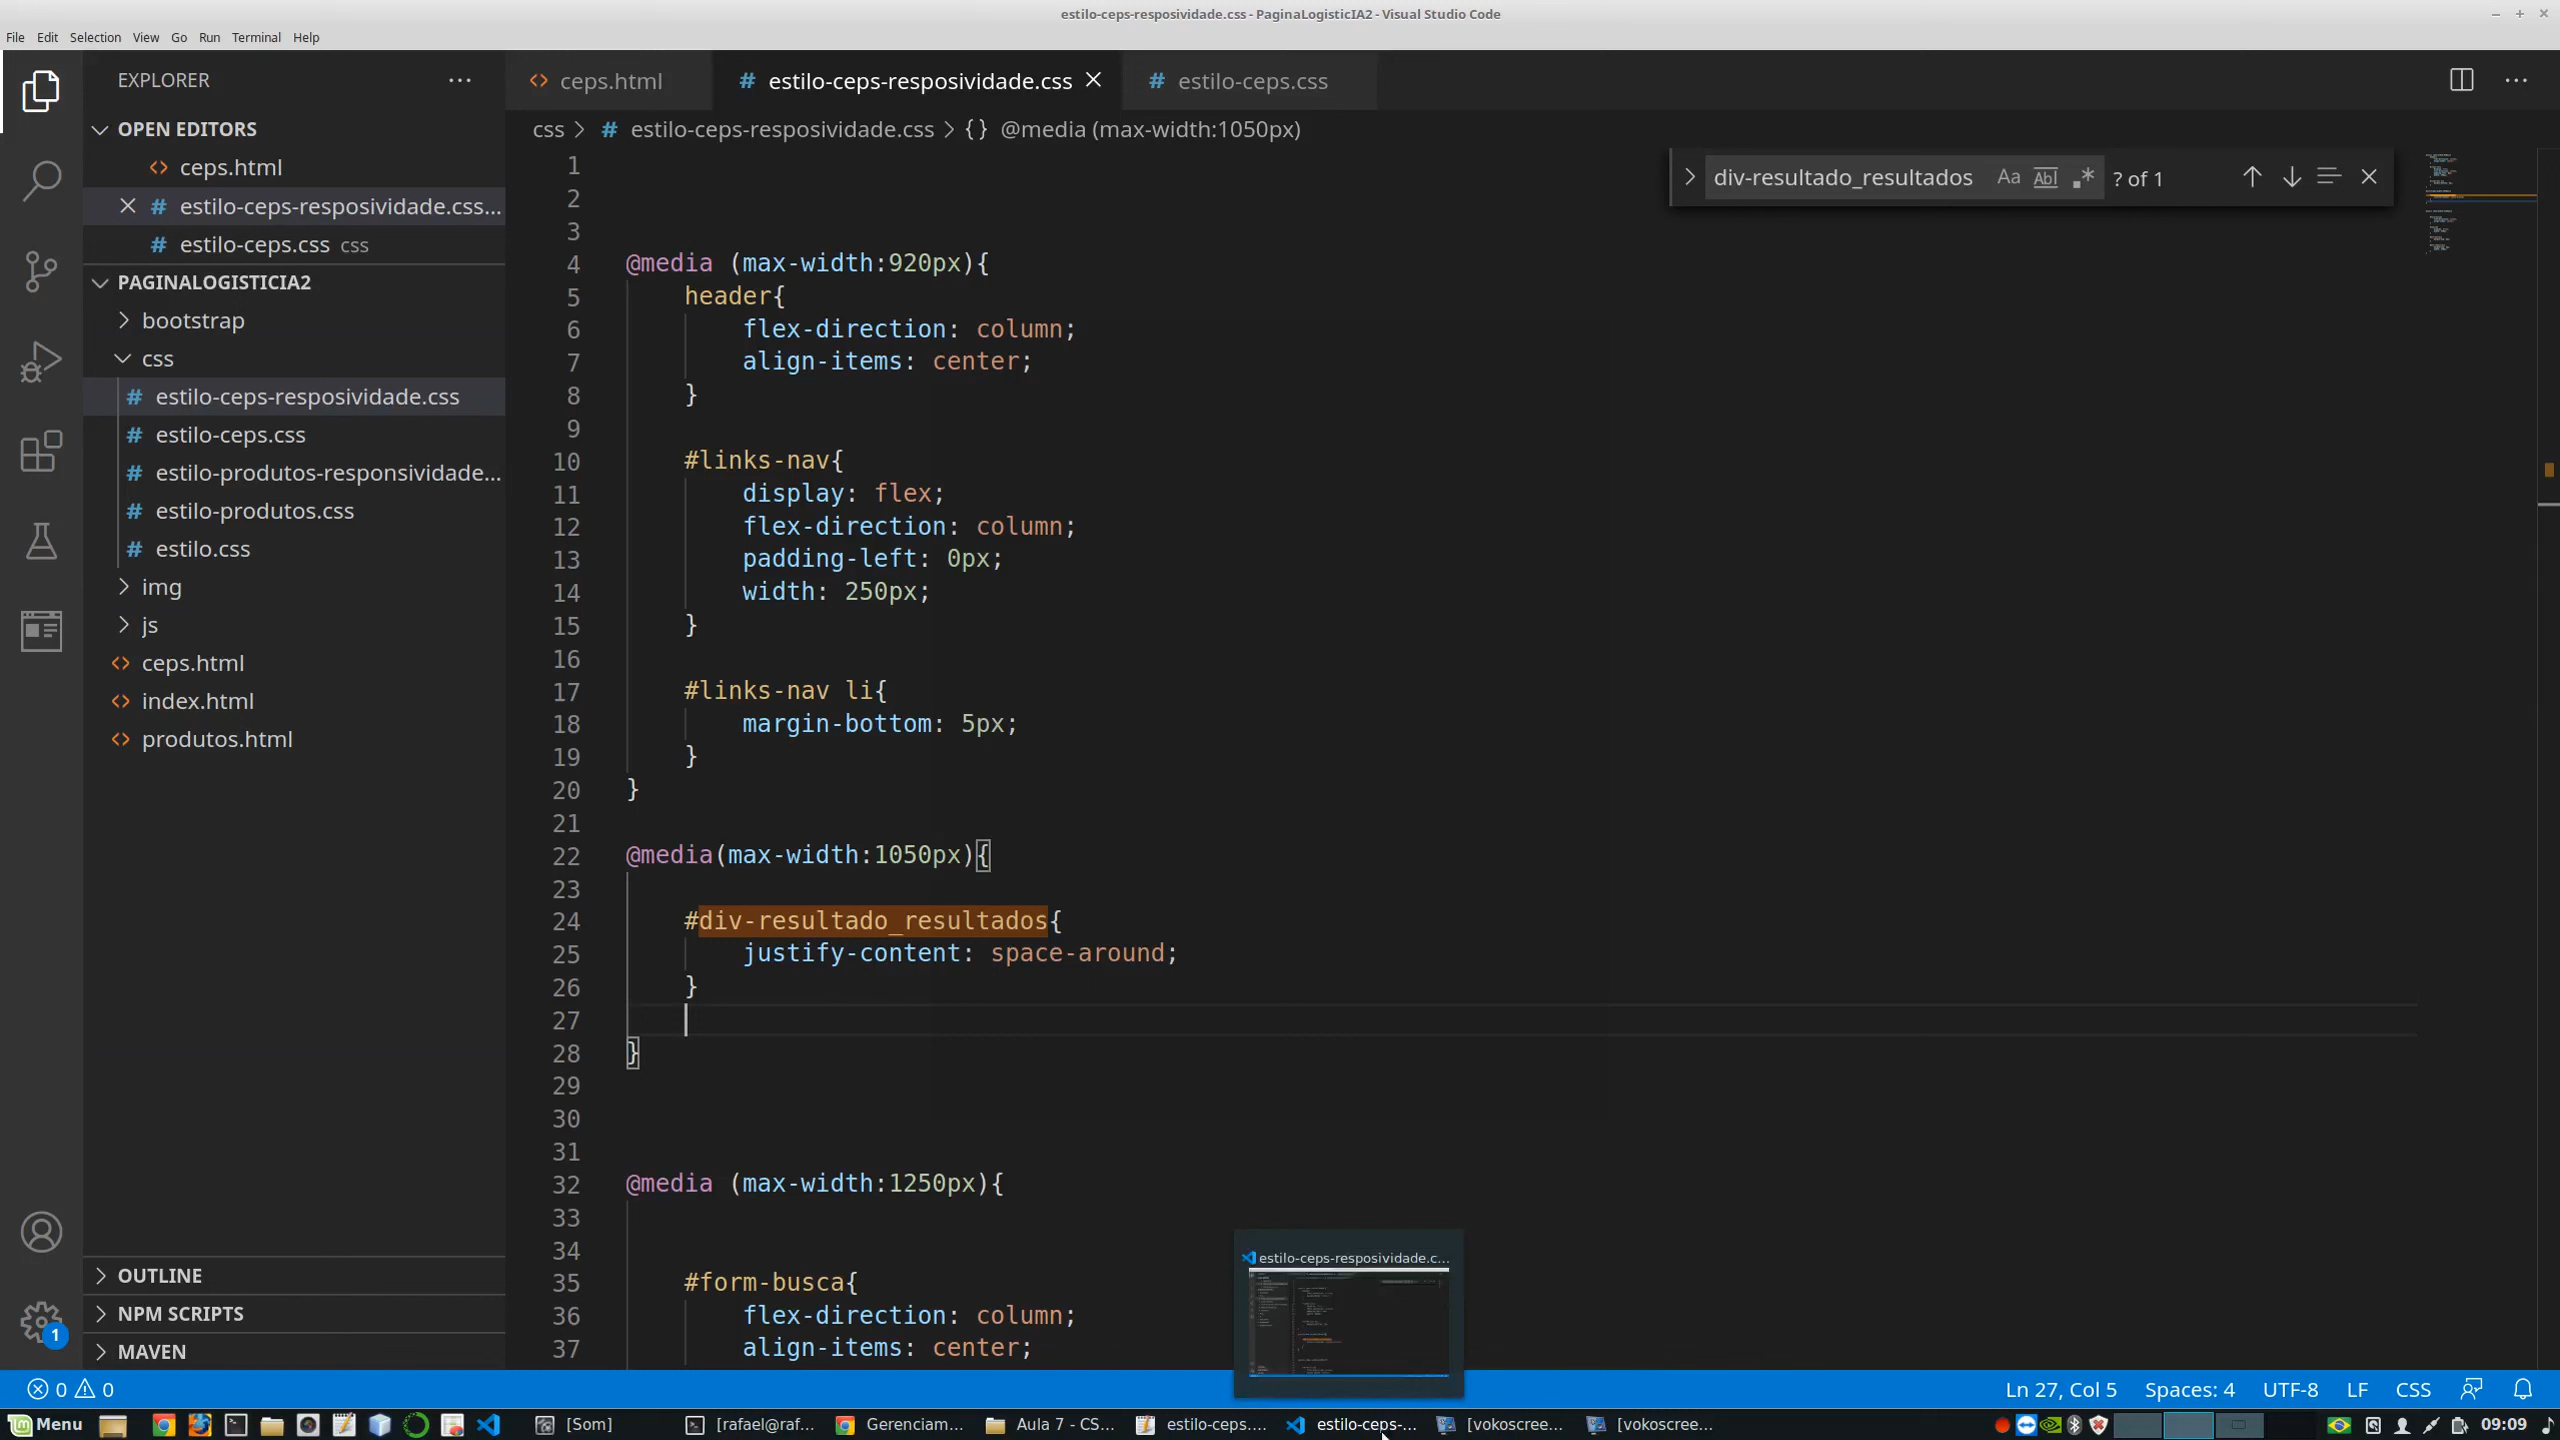 estilo-ceps-resposividade.css - PaginaLogisticIA2 - Visual Studio Code
File Edit Selection View Go Run Terminal Help
EXPLORER
OPEN EDITORS
ceps.html
estilo-ceps-resposividade.css...
estilo-ceps.css css
PAGINALOGISTICIA2
bootstrap
css
estilo-ceps-resposividade.css
estilo-ceps.css
estilo-produtos-responsividade...
estilo-produtos.css
estilo.css
img
js
ceps.html
index.html
produtos.html
OUTLINE
NPM SCRIPTS
MAVEN
1
ceps.html estilo-ceps-resposividade.css estilo-ceps.css
css > # estilo-ceps-resposividade.css > {} @media (max-width:1050px)
div-resultado_resultados Aa Abl .* ? of 1
1
2
3
4 @media (max-width:920px){
5 header{
6 flex-direction: column;
7 align-items: center;
8 }
9
10 #links-nav{
11 display: flex;
12 flex-direction: column;
13 padding-left: 0px;
14 width: 250px;
15 }
16
17 #links-nav li{
18 margin-bottom: 5px;
19 }
20 }
21
22 @media(max-width:1050px){
23
24 #div-resultado_resultados{
25 justify-content: space-around;
26 }
27
28 }
29
30
31
32 @media (max-width:1250px){
33
34
35 #form-busca{
36 flex-direction: column;
37 align-items: center;
estilo-ceps-resposividade.c...
0 0 Ln 27, Col 5 Spaces: 4 UTF-8 LF CSS
Menu [Som] [rafael@raf... Gerenciam... Aula 7 - CS... estilo-ceps.... estilo-ceps-... [vokoscree... [vokoscree... 09:09